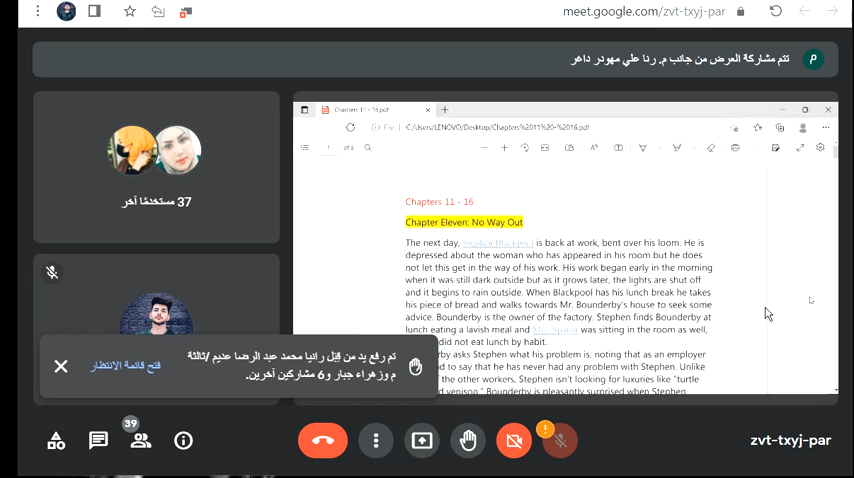 meet.google.com/zvt-txyj-par
تتم مشاركة العرض من جانب م. رنا علي مهودر داغر
م
37 مستخدمًا آخر
Chapters 11 - 16.pdf
File | C:/Users/LENOVO/Desktop/Chapters%2011%20-%2016.pdf
1 of 9
Chapters 11 - 16
Chapter Eleven: No Way Out
The next day, Stephen Blackpool is back at work, bent over his loom. He is
depressed about the woman who has appeared in his room but he does
not let this get in the way of his work. His work began early in the morning
when it was still dark outside but as it grows later, the lights are shut off
and it begins to rain outside. When Blackpool has his lunch break he takes
his piece of bread and walks towards Mr. Bounderby's house to seek some
advice. Bounderby is the owner of the factory. Stephen finds Bounderby at
lunch eating a lavish meal and Mrs. Sparsit was sitting in the room as well,
did not eat lunch by habit.
rby asks Stephen what his problem is, noting that as an employer
d to say that he has never had any problem with Stephen. Unlike
of the other workers, Stephen isn't looking for luxuries like "turtle
d venison." Bounderby is pleasantly surprised when Stephen
تم رفع يد من قِبل رانيا محمد عبد الرضا عديم /ثالثة
م وزهراء جبار و6 مشاركين آخرين.
فتح قائمة الانتظار
39
zvt-txyj-par